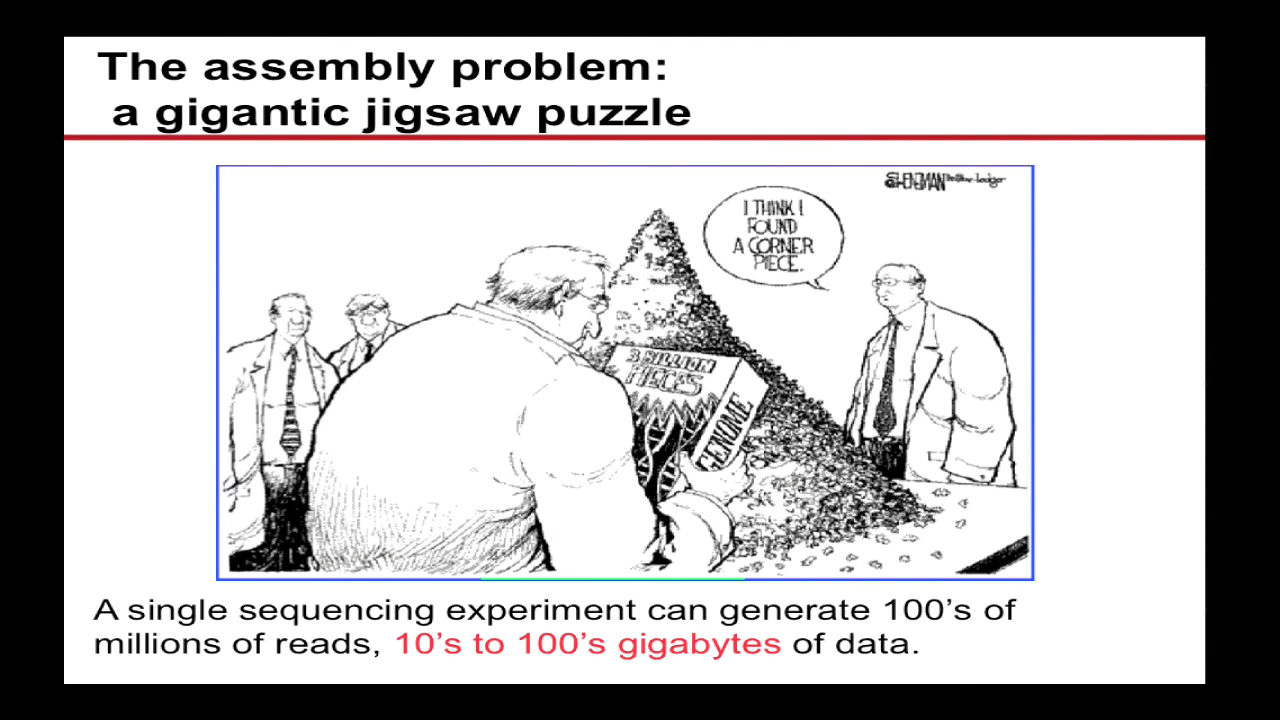 The assembly problem:
a gigantic jigsaw puzzle
I THINK I
FOUND
A CORNER
PIECE.
3 BILLION
PIECES
GENOME
A single sequencing experiment can generate 100's of
millions of reads, 10's to 100's gigabytes of data.